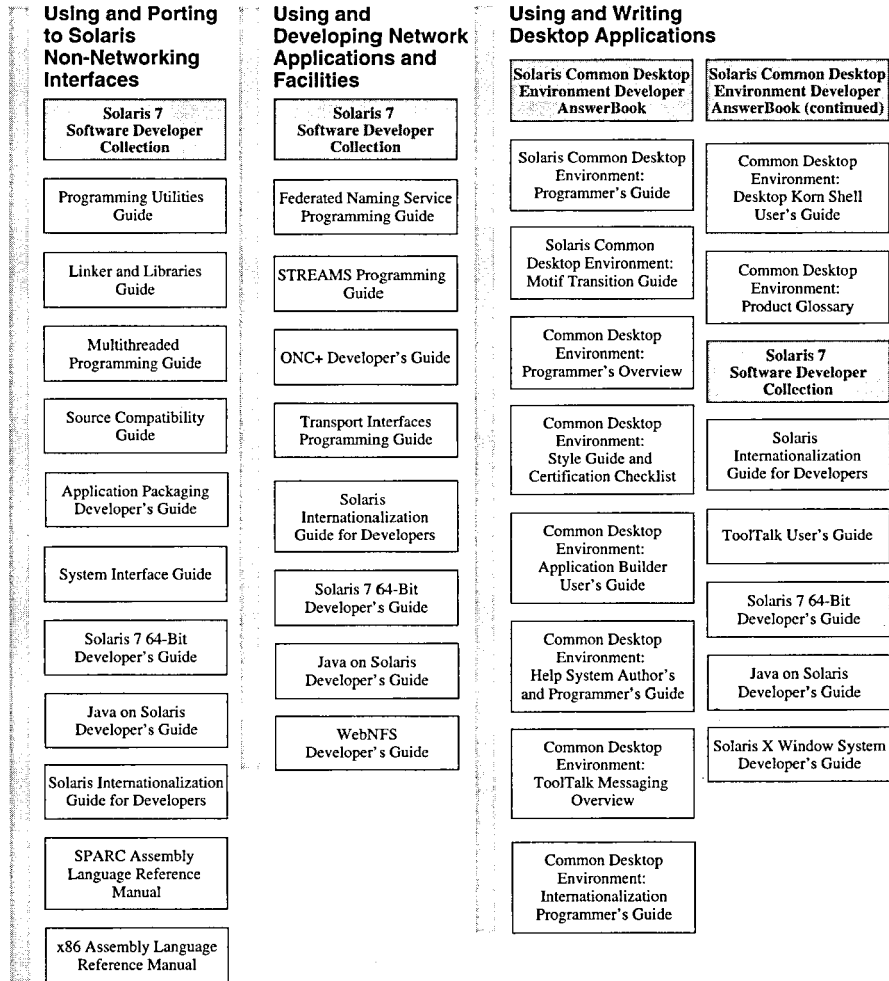 Using and Porting
to Solaris
Non-Networking
Interfaces
Solaris 7
Software Developer
Collection
Programming Utilities
Guide
Linker and Libraries
Guide
Multithreaded
Programming Guide
Source Compatibility
Guide
Application Packaging
Developer's Guide
System Interface Guide
Solaris 7 64-Bit
Developer's Guide
Java on Solaris
Developer's Guide
Solaris Internationalization
Guide for Developers
SPARC Assembly
Language Reference
Manual
x86 Assembly Language
Reference Manual
Using and
Developing Network
Applications and
Facilities
Solaris 7
Software Developer
Collection
Federated Naming Service
Programming Guide
STREAMS Programming
Guide
ONC+ Developer's Guide
Transport Interfaces
Programming Guide
Solaris
Internationalization
Guide for Developers
Solaris 7 64-Bit
Developer's Guide
Java on Solaris
Developer's Guide
WebNFS
Developer's Guide
Using and Writing
Desktop Applications
Solaris Common Desktop
Environment Developer
AnswerBook
Solaris Common Desktop
Environment:
Programmer's Guide
Solaris Common
Desktop Environment:
Motif Transition Guide
Common Desktop
Environment:
Programmer's Overview
Common Desktop
Environment:
Style Guide and
Certification Checklist
Common Desktop
Environment:
Application Builder
User's Guide
Common Desktop
Environment:
Help System Author's
and Programmer's Guide
Common Desktop
Environment:
ToolTalk Messaging
Overview
Common Desktop
Environment:
Internationalization
Programmer's Guide
Solaris Common Desktop
Environment Developer
AnswerBook (continued)
Common Desktop
Environment:
Desktop Korn Shell
User's Guide
Common Desktop
Environment:
Product Glossary
Solaris 7
Software Developer
Collection
Solaris
Internationalization
Guide for Developers
ToolTalk User's Guide
Solaris 7 64-Bit
Developer's Guide
Java on Solaris
Developer's Guide
Solaris X Window System
Developer's Guide